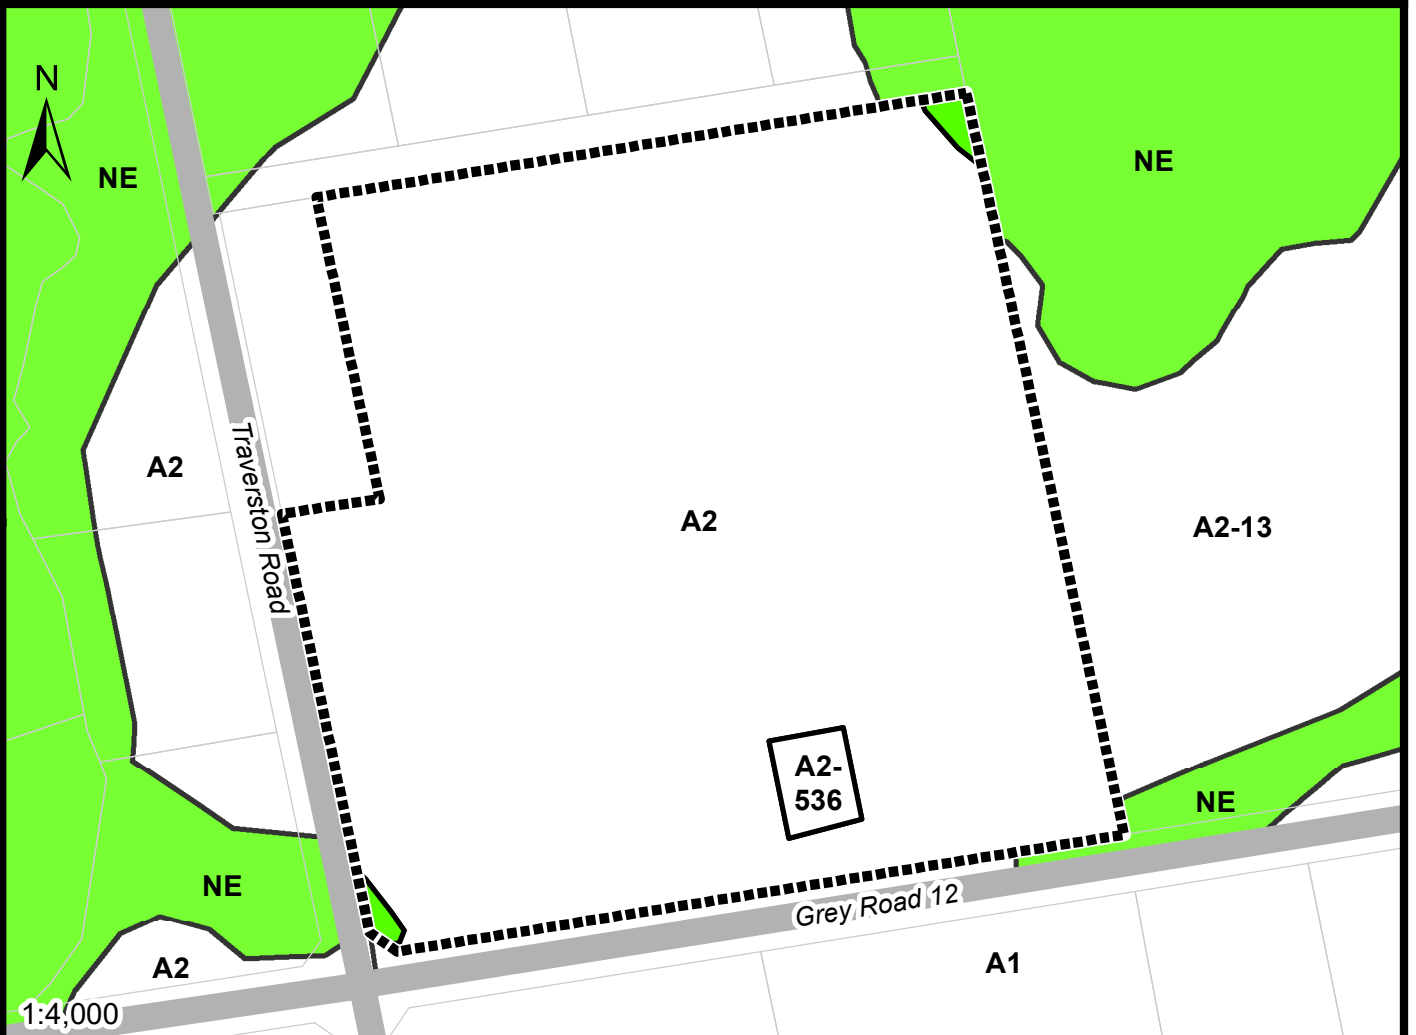 N
NE
NE
A2
Traverston Road
A2
A2-13
A2-
536
NE
NE
Grey Road 12
A2
A1
1:4,000